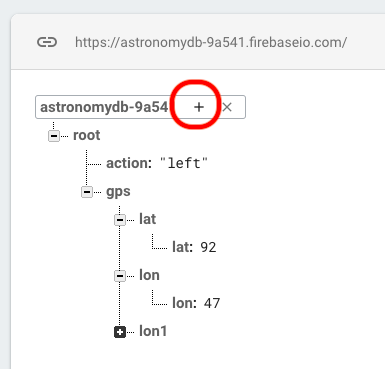 https://astronomydb-9a541.firebaseio.com/
astronomydb-9a54 + ×
root
action: "left"
gps
lat
lat: 92
lon
lon: 47
lon1